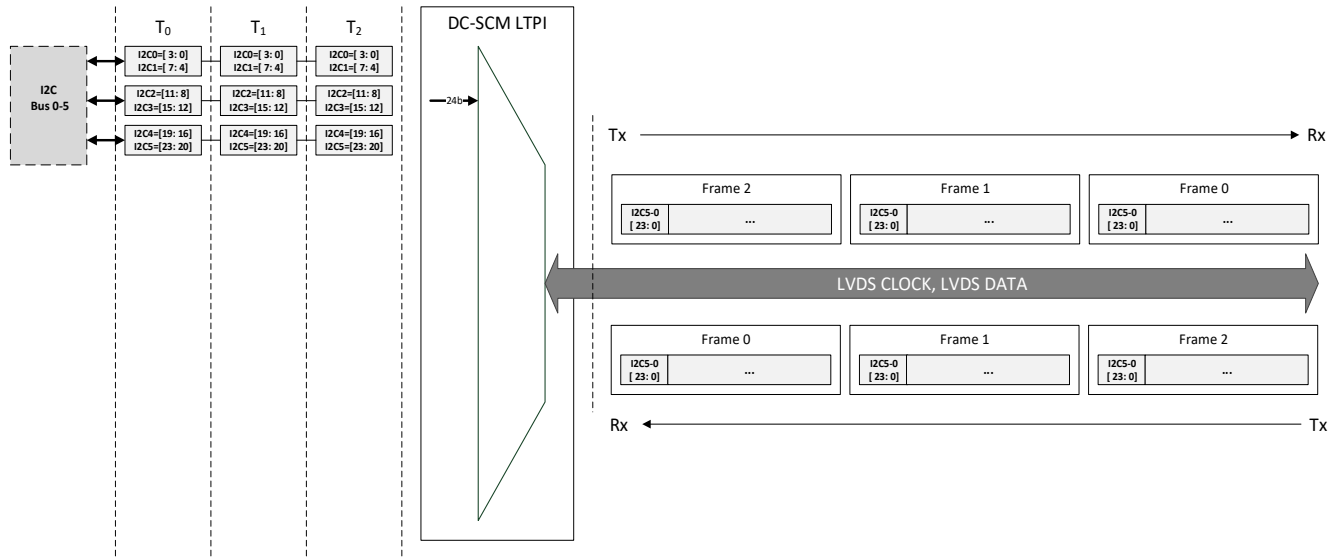 T0
T1
T2
DC-SCM LTPI
I2C
Bus 0-5
I2C0=[ 3: 0]
I2C1=[ 7: 4]
I2C0=[ 3: 0]
I2C1=[ 7: 4]
I2C0=[ 3: 0]
I2C1=[ 7: 4]
I2C2=[11: 8]
I2C3=[15: 12]
I2C2=[11: 8]
I2C3=[15: 12]
I2C2=[11: 8]
I2C3=[15: 12]
I2C4=[19: 16]
I2C5=[23: 20]
I2C4=[19: 16]
I2C5=[23: 20]
I2C4=[19: 16]
I2C5=[23: 20]
24b
Tx
Rx
Frame 2
I2C5-0
[ 23: 0]
...
Frame 1
I2C5-0
[ 23: 0]
...
Frame 0
I2C5-0
[ 23: 0]
...
LVDS CLOCK, LVDS DATA
Frame 0
I2C5-0
[ 23: 0]
...
Frame 1
I2C5-0
[ 23: 0]
...
Frame 2
I2C5-0
[ 23: 0]
...
Rx
Tx